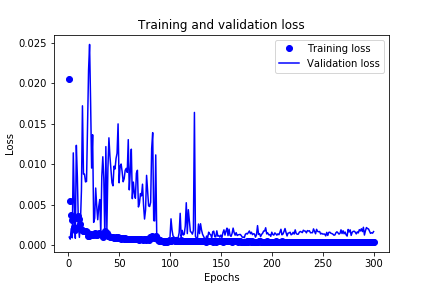 Training and validation loss
Training loss
Validation loss
0.025
0.020
0.015
0.010
0.005
0.000
Loss
0
50
100
150
200
250
300
Epochs